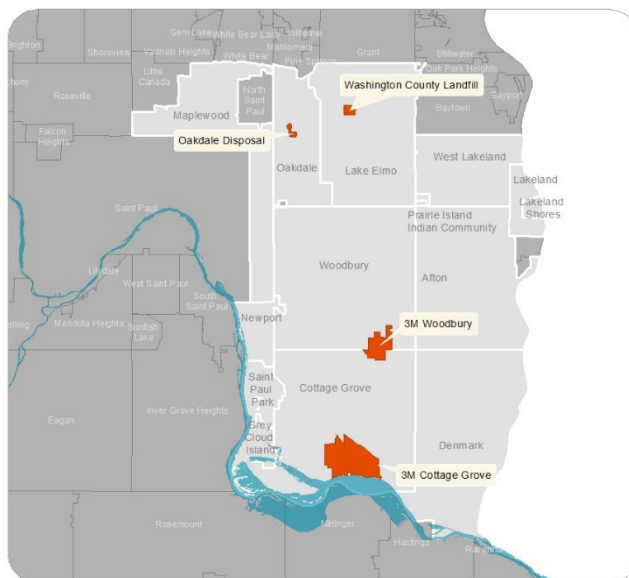 Gem Lake
White Bear Lake
Willernie
Brighton
Shoreview
Vadnais Heights
Mahtomedi
Grant
Stillwater
White Bear
Pine Springs
Oak Park Heights
Little
Canada
Washington County Landfill
Bayport
Roseville
North
Saint
Paul
Baytown
Maplewood
Falcon
Heights
Oakdale Disposal
West Lakeland
Oakdale
Lake Elmo
Lakeland
Lakeland
Shores
Saint Paul
Prairie Island
Indian Community
Woodbury
Afton
Lilydale
West Saint Paul
South
Saint Paul
Newport
3M Woodbury
Mendota Heights
Sunfish
Lake
Saint
Paul
Park
Cottage Grove
Inver Grove Heights
Eagan
Grey
Cloud
Island
Denmark
3M Cottage Grove
Rosemount
Nininger
Hastings
Ravenna